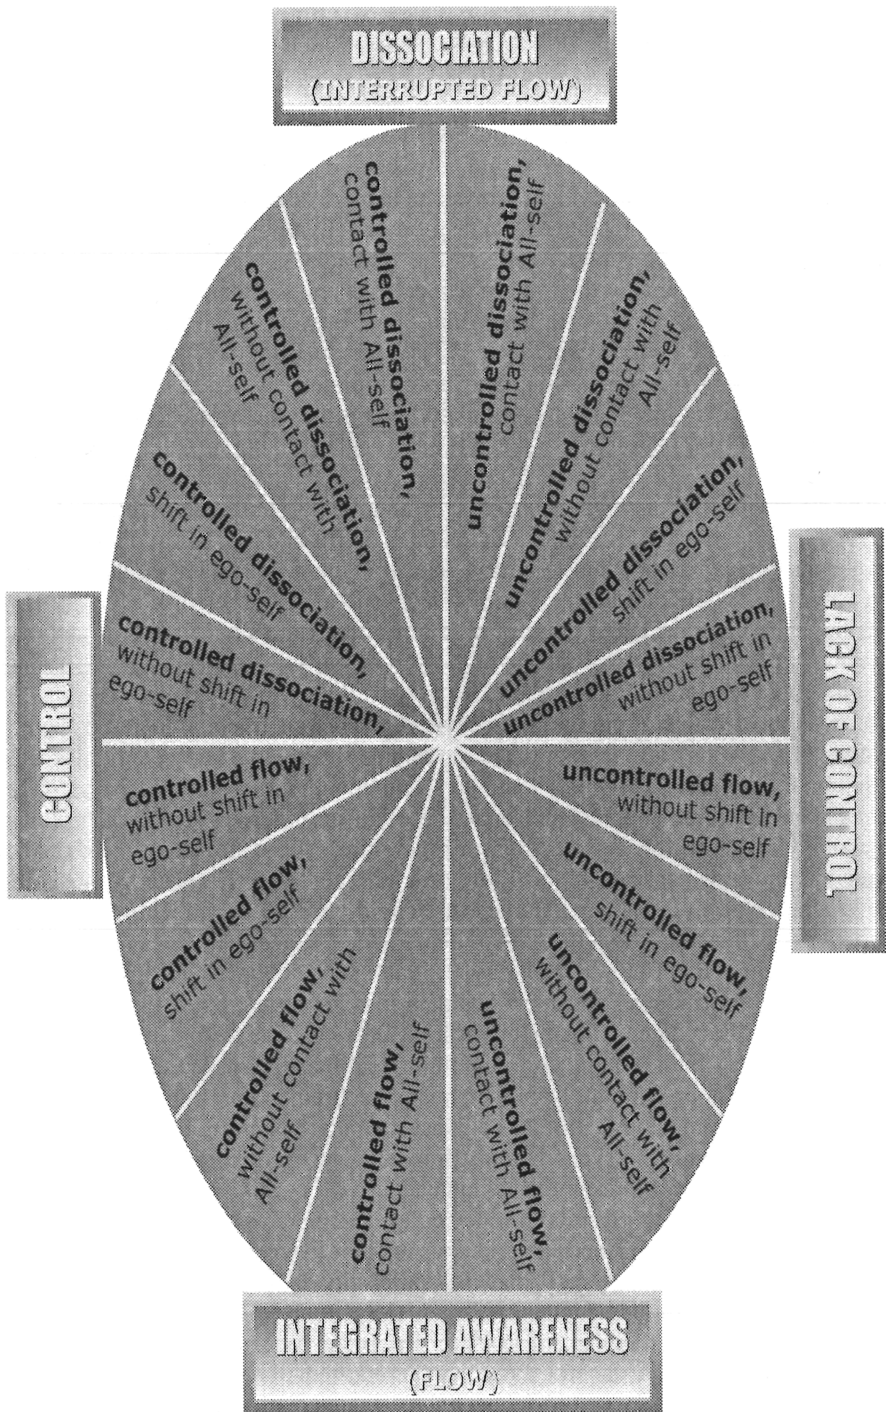 DISSOCIATION
(INTERRUPTED FLOW)
controlled dissociation,
contact with All-self
uncontrolled dissociation,
contact with All-self
controlled dissociation,
without contact with
All-self
uncontrolled dissociation,
without contact with
All-self
controlled dissociation,
shift in ego-self
uncontrolled dissociation,
shift in ego-self
controlled dissociation,
without shift in
ego-self
uncontrolled dissociation,
without shift in
ego-self
CONTROL
LACK OF CONTROL
controlled flow,
without shift in
ego-self
uncontrolled flow,
without shift in
ego-self
controlled flow,
shift in ego-self
uncontrolled flow,
shift in ego-self
controlled flow,
without contact with
All-self
uncontrolled flow,
without contact with
All-self
controlled flow,
contact with All-self
uncontrolled flow,
contact with All-self
INTEGRATED AWARENESS
(FLOW)